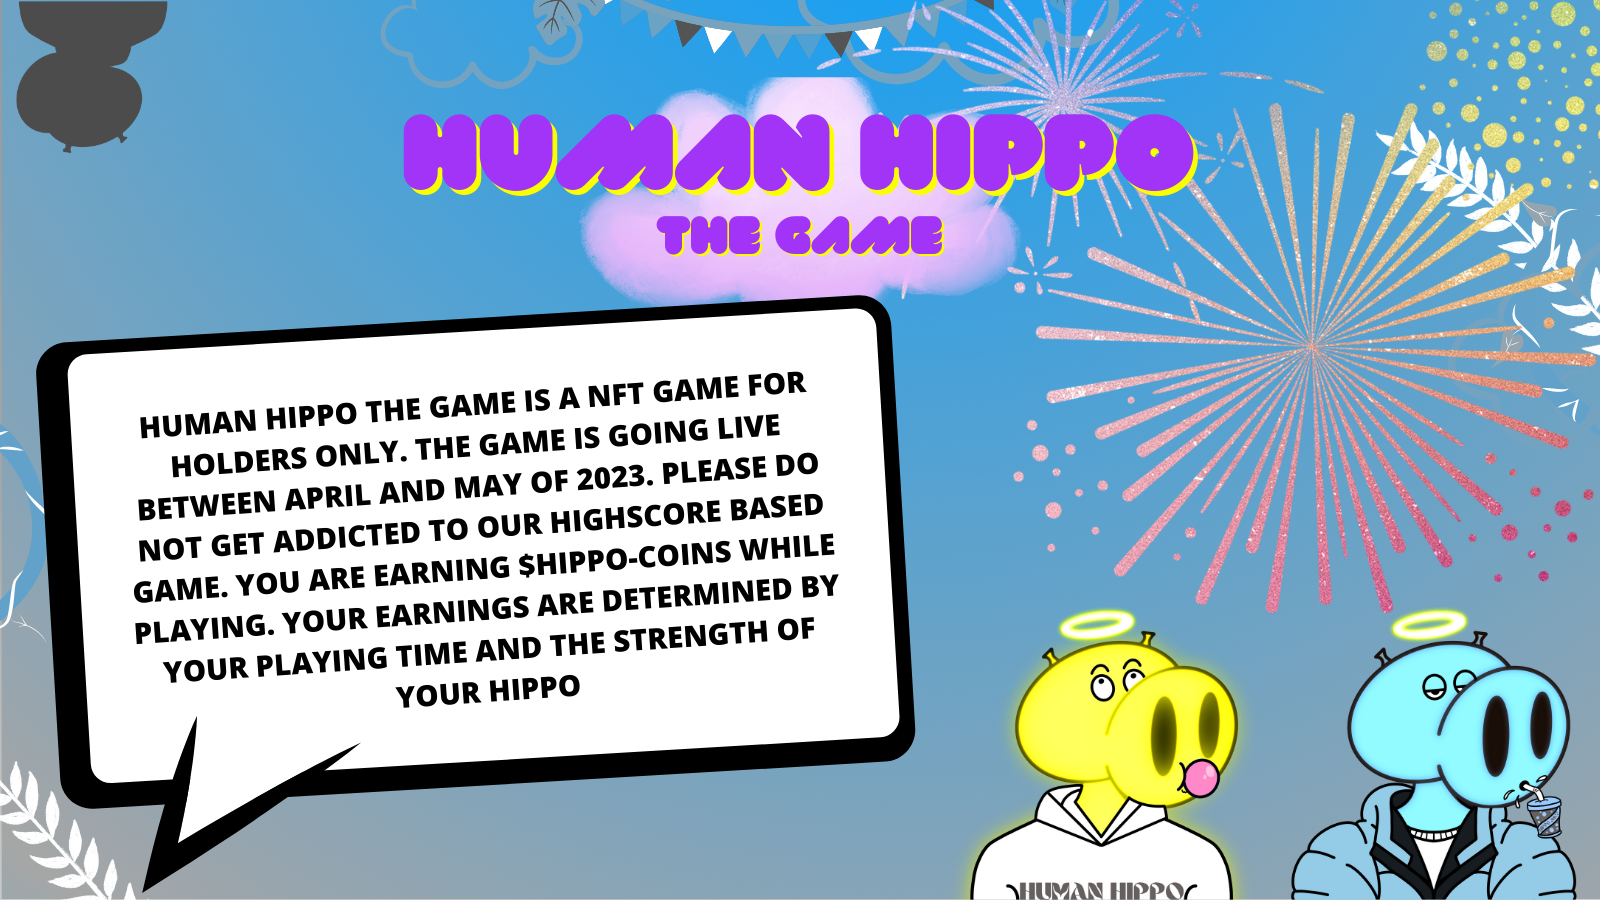 HUMAN HIPPO
THE GAME
HUMAN HIPPO THE GAME IS A NFT GAME FOR
HOLDERS ONLY. THE GAME IS GOING LIVE
BETWEEN APRIL AND MAY OF 2023. PLEASE DO
NOT GET ADDICTED TO OUR HIGHSCORE BASED
GAME. YOU ARE EARNING $HIPPO-COINS WHILE
PLAYING. YOUR EARNINGS ARE DETERMINED BY
YOUR PLAYING TIME AND THE STRENGTH OF
YOUR HIPPO
HUMAN HIPPO